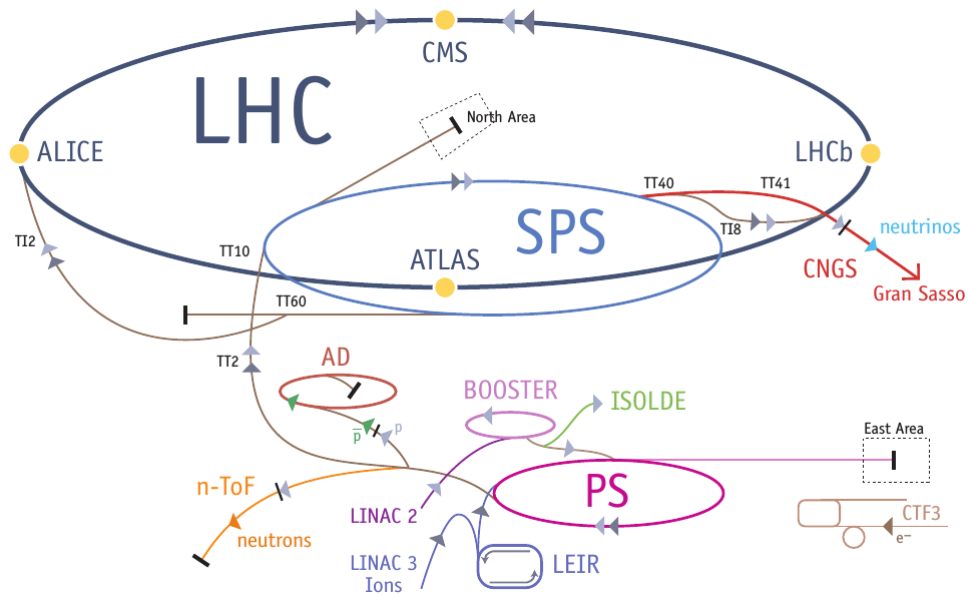 CMS
LHC
North Area
ALICE
LHCb
TT40
TT41
SPS
TI8
neutrinos
TI2
TT10
ATLAS
CNGS
Gran Sasso
TT60
TT2
AD
BOOSTER
ISOLDE
p
p̅
East Area
n-ToF
PS
LINAC 2
CTF3
neutrons
e⁻
LINAC 3
Ions
LEIR